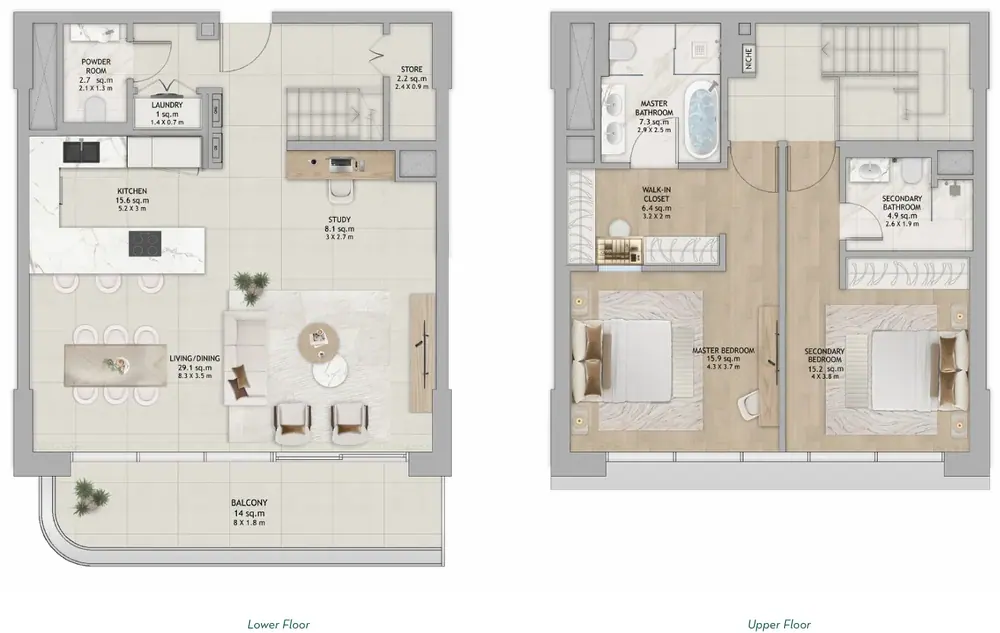 POWDER
ROOM
2.7 sq.m
2.1 X 1.3 m
LAUNDRY
1 sq.m
1.4 X 0.7 m
STORE
2.2 sq.m
2.4 X 0.9 m
KITCHEN
15.6 sq.m
5.2 X 3 m
STUDY
8.1 sq.m
3 X 2.7 m
LIVING/DINING
29.1 sq.m
8.3 X 3.5 m
BALCONY
14 sq.m
8 X 1.8 m
Lower Floor
NICHE
MASTER
BATHROOM
7.3 sq.m
2.9 X 2.5 m
WALK-IN
CLOSET
6.4 sq.m
3.2 X 2 m
SECONDARY
BATHROOM
4.9 sq.m
2.6 X 1.9 m
MASTER BEDROOM
15.9 sq.m
4.3 X 3.7 m
SECONDARY
BEDROOM
15.2 sq.m
4 X 3.8 m
Upper Floor